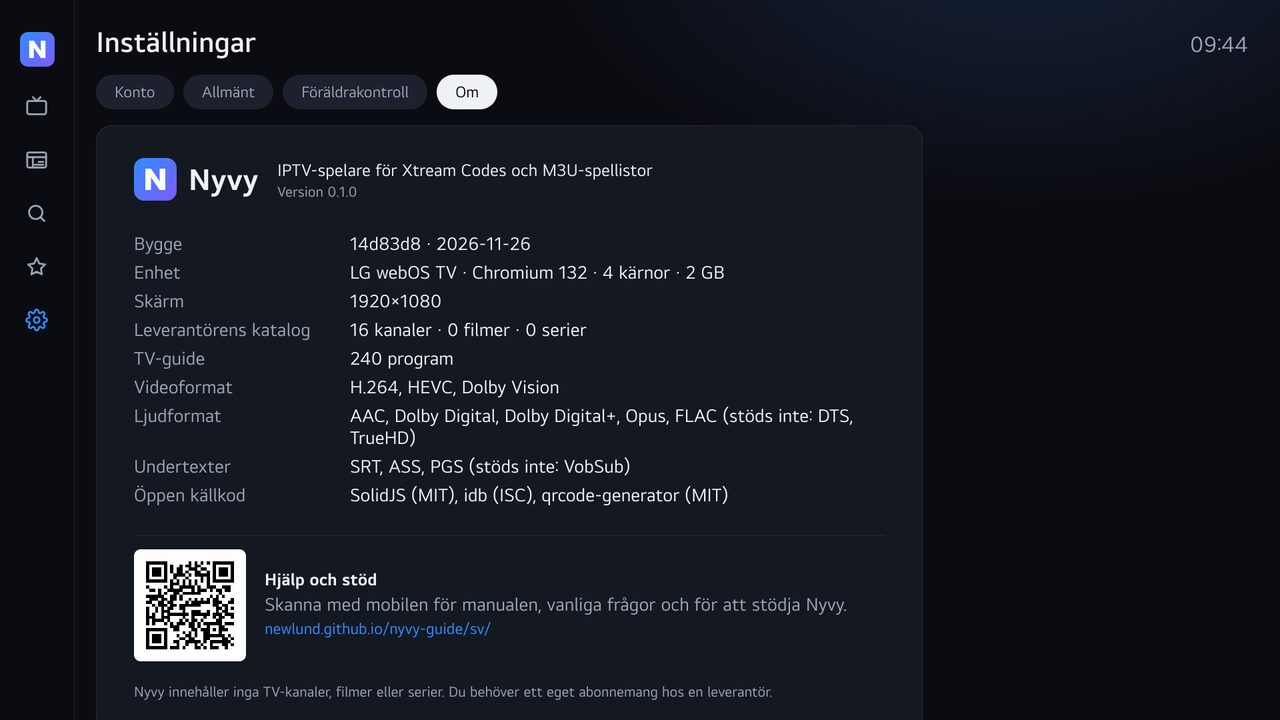 N
Inställningar
09:44
Konto
Allmänt
Föräldrakontroll
Om
N Nyvy
IPTV-spelare för Xtream Codes och M3U-spellistor
Version 0.1.0
Bygge 14d83d8 · 2026-11-26
Enhet LG webOS TV · Chromium 132 · 4 kärnor · 2 GB
Skärm 1920×1080
Leverantörens katalog 16 kanaler · 0 filmer · 0 serier
TV-guide 240 program
Videoformat H.264, HEVC, Dolby Vision
Ljudformat AAC, Dolby Digital, Dolby Digital+, Opus, FLAC (stöds inte: DTS,
TrueHD)
Undertexter SRT, ASS, PGS (stöds inte: VobSub)
Öppen källkod SolidJS (MIT), idb (ISC), qrcode-generator (MIT)
Hjälp och stöd
Skanna med mobilen för manualen, vanliga frågor och för att stödja Nyvy.
newlund.github.io/nyvy-guide/sv/
Nyvy innehåller inga TV-kanaler, filmer eller serier. Du behöver ett eget abonnemang hos en leverantör.